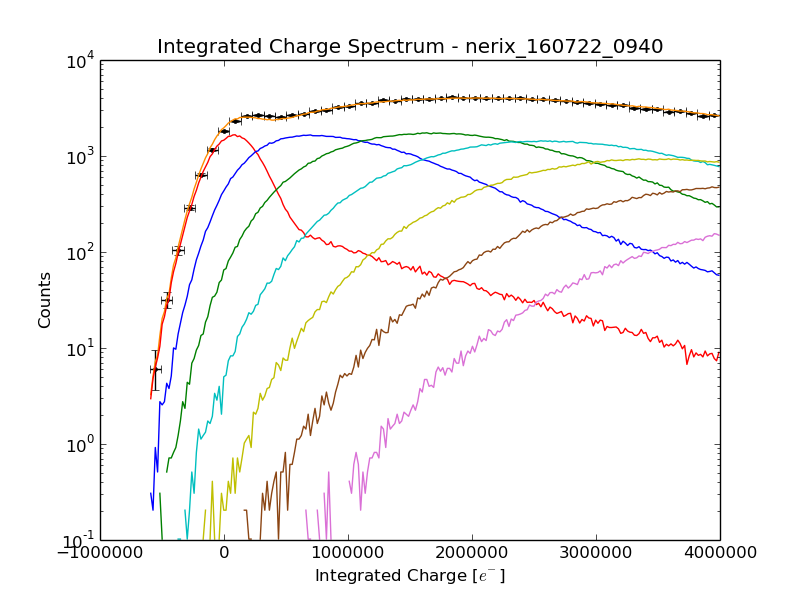 Integrated Charge Spectrum - nerix_160722_0940
10^4
10^3
10^2
10^1
10^0
10^-1
Counts
−1000000 0 1000000 2000000 3000000 4000000
Integrated Charge [e^-]